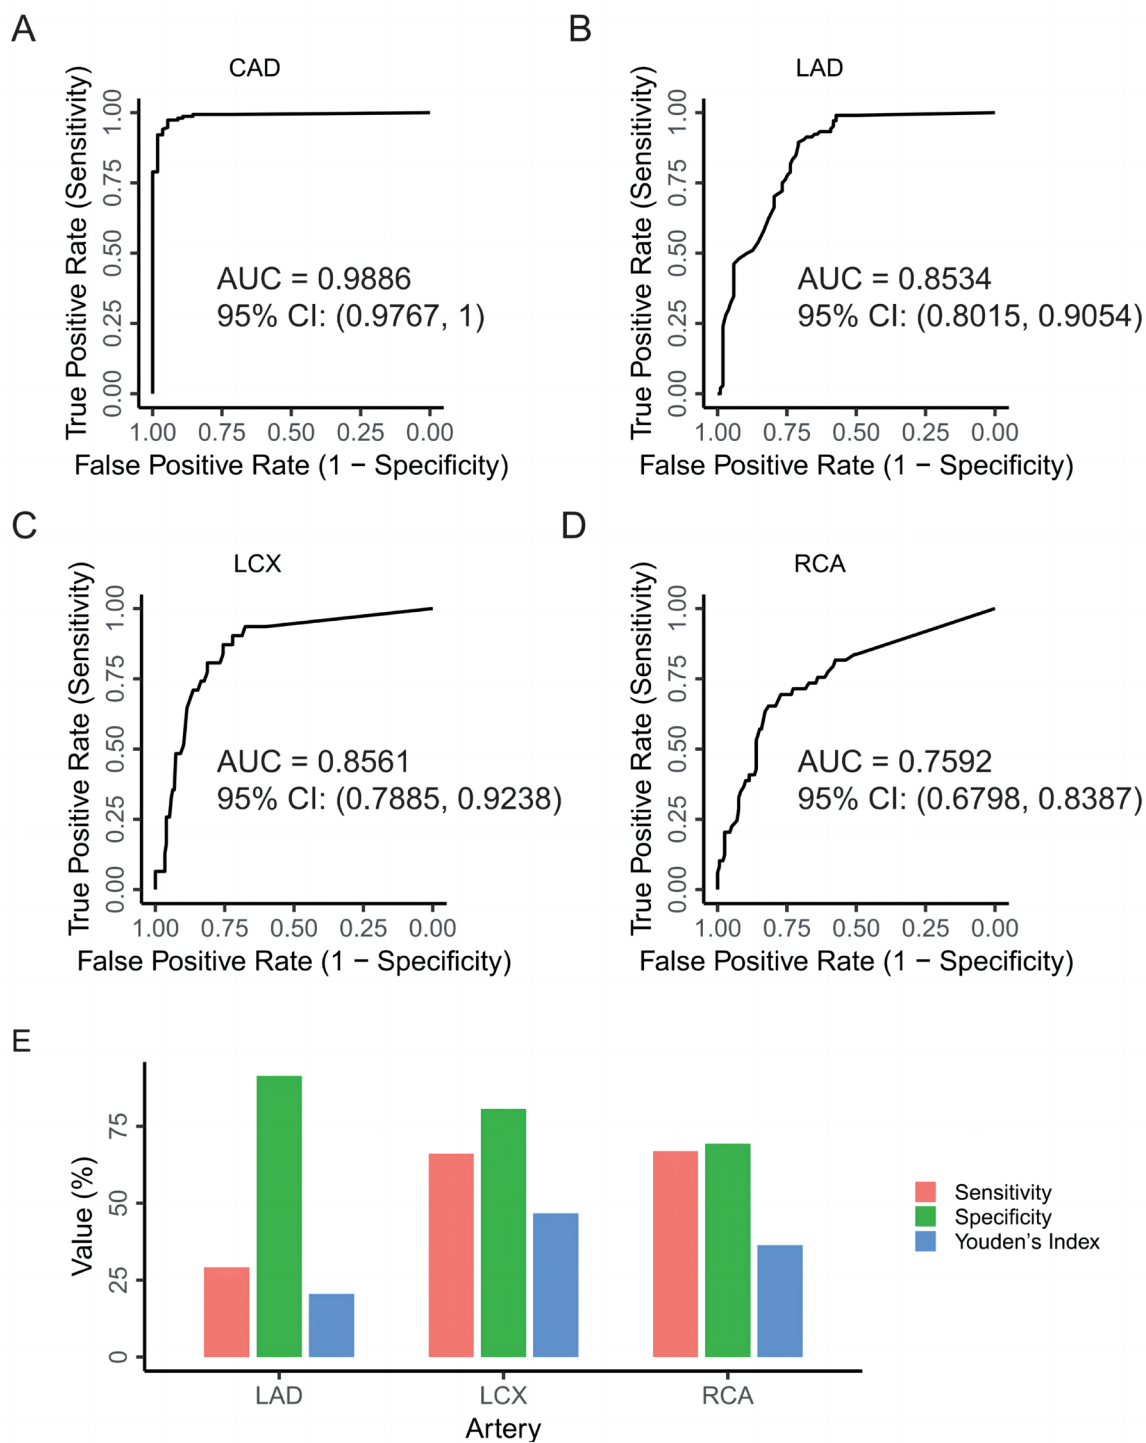 A
CAD
True Positive Rate (Sensitivity)
1.00
0.75
0.50
0.25
0.00
AUC = 0.9886
95% CI: (0.9767, 1)
1.00 0.75 0.50 0.25 0.00
False Positive Rate (1 − Specificity)
B
LAD
True Positive Rate (Sensitivity)
1.00
0.75
0.50
0.25
0.00
AUC = 0.8534
95% CI: (0.8015, 0.9054)
1.00 0.75 0.50 0.25 0.00
False Positive Rate (1 − Specificity)
C
LCX
True Positive Rate (Sensitivity)
1.00
0.75
0.50
0.25
0.00
AUC = 0.8561
95% CI: (0.7885, 0.9238)
1.00 0.75 0.50 0.25 0.00
False Positive Rate (1 − Specificity)
D
RCA
True Positive Rate (Sensitivity)
1.00
0.75
0.50
0.25
0.00
AUC = 0.7592
95% CI: (0.6798, 0.8387)
1.00 0.75 0.50 0.25 0.00
False Positive Rate (1 − Specificity)
E
Value (%)
75
50
25
0
LAD LCX RCA
Artery
Sensitivity
Specificity
Youden's Index